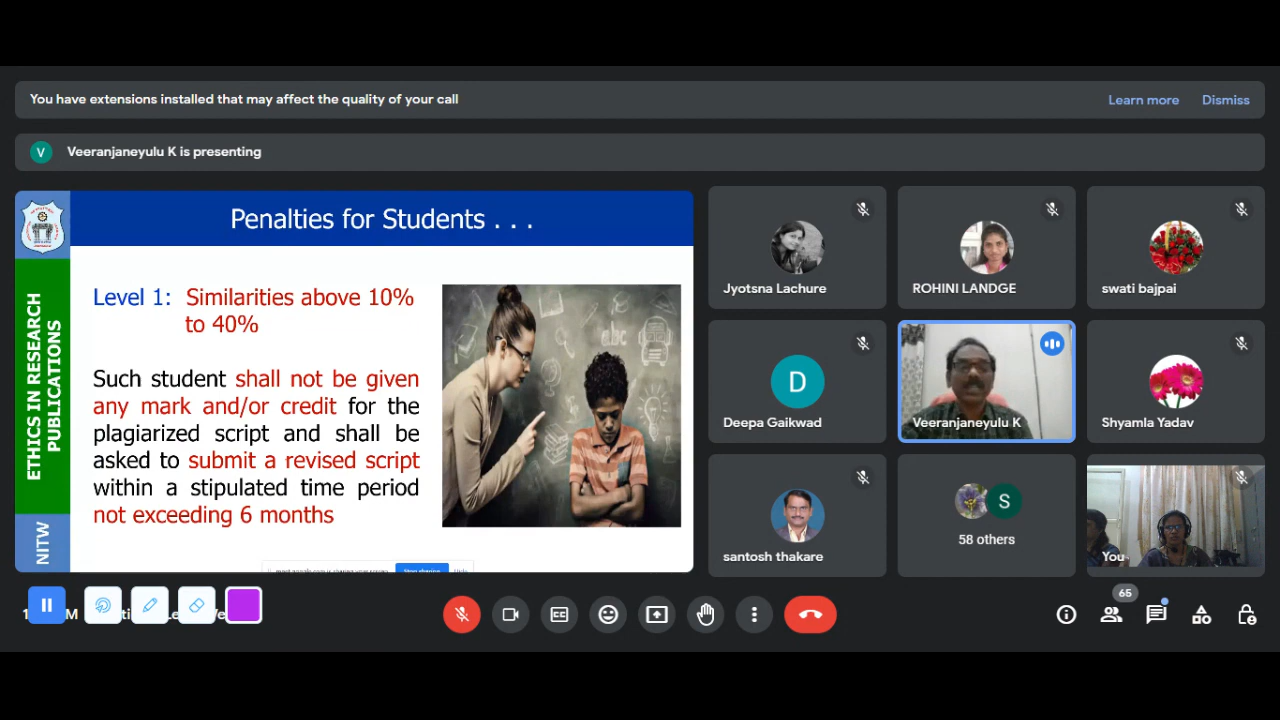 You have extensions installed that may affect the quality of your call
Learn more
Dismiss
V
Veeranjaneyulu K is presenting
Penalties for Students . . .
ETHICS IN RESEARCH
PUBLICATIONS
NITW
Level 1: Similarities above 10%
to 40%
Such student shall not be given
any mark and/or credit for the
plagiarized script and shall be
asked to submit a revised script
within a stipulated time period
not exceeding 6 months
abc
Stop sharing
Jyotsna Lachure
ROHINI LANDGE
swati bajpai
D
Deepa Gaikwad
Veeranjaneyulu K
Shyamla Yadav
santosh thakare
S
58 others
You
65